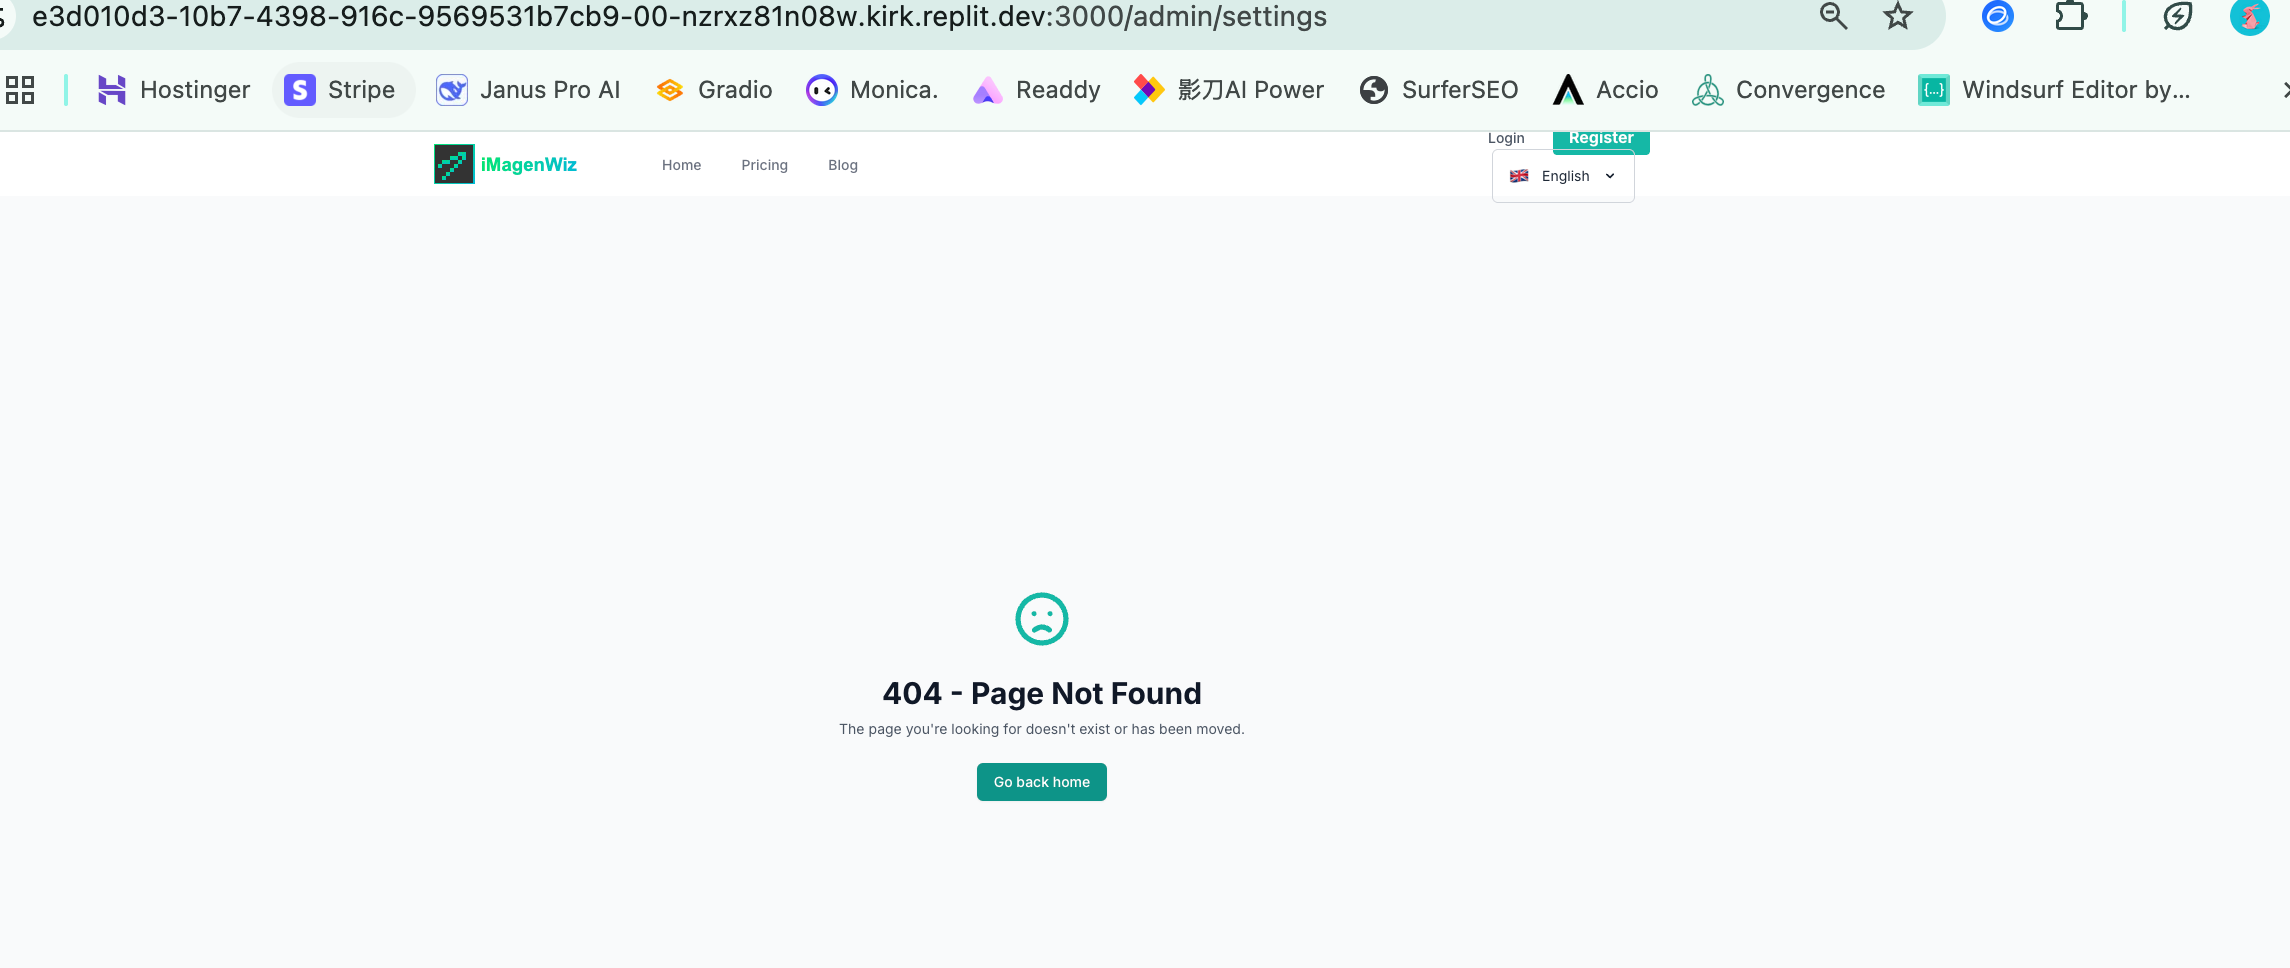 e3d010d3-10b7-4398-916c-9569531b7cb9-00-nzrxz81n08w.kirk.replit.dev:3000/admin/settings
Hostinger Stripe Janus Pro AI Gradio Monica. Readdy 影刀AI Power SurferSEO Accio Convergence Windsurf Editor by...
iMagenWiz Home Pricing Blog Login Register
English
404 - Page Not Found
The page you're looking for doesn't exist or has been moved.
Go back home